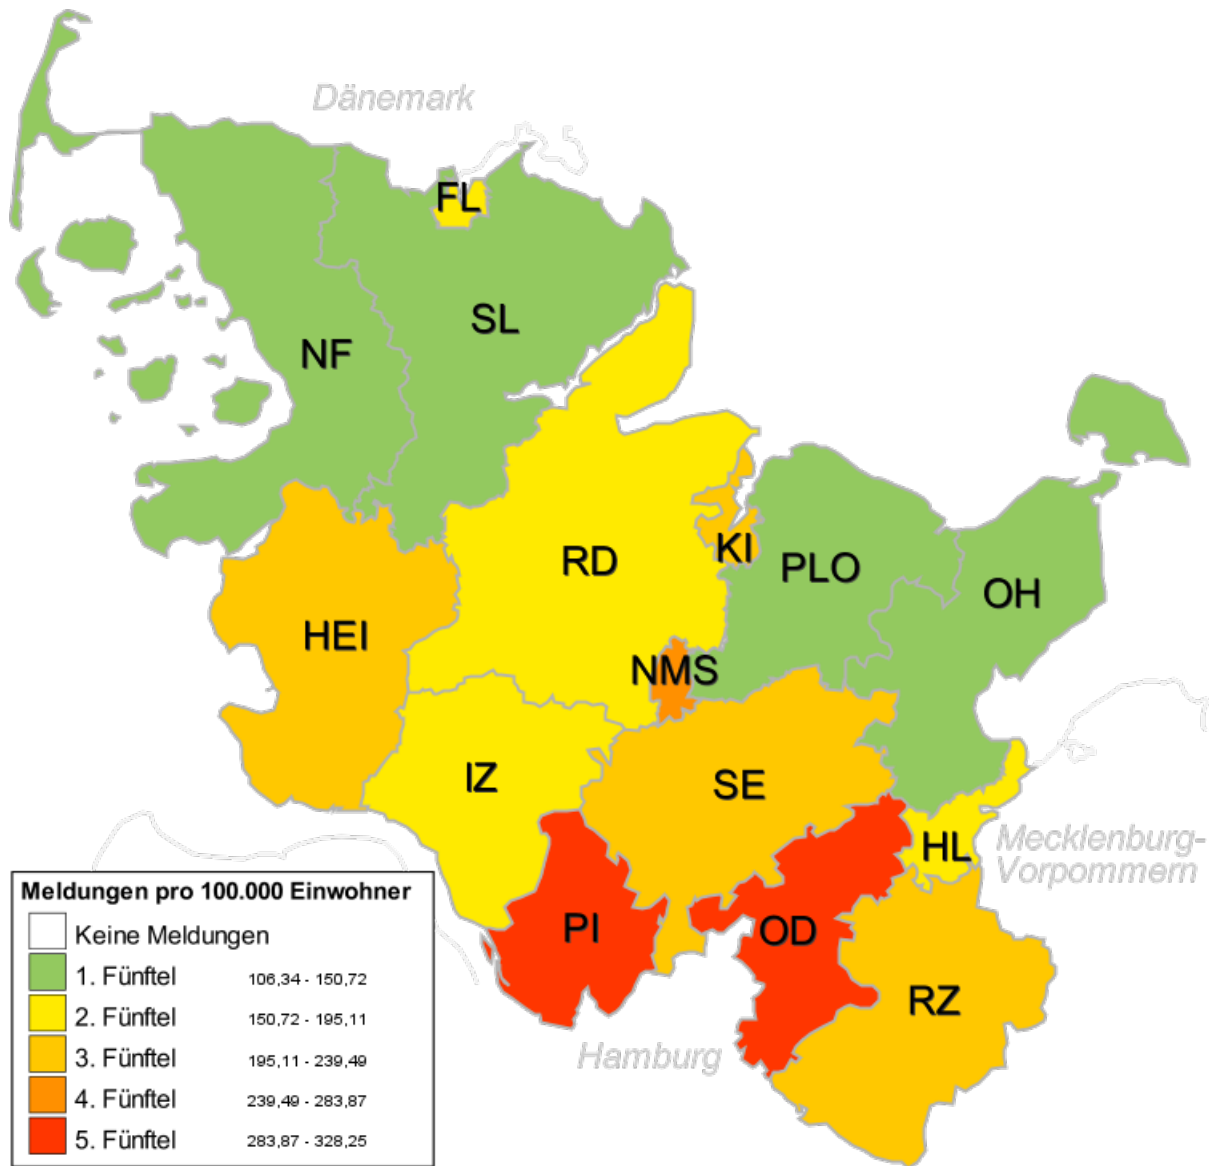 Dänemark
FL
SL
NF
RD
KI
PLO
OH
HEI
NMS
IZ
SE
HL
Mecklenburg-
Vorpommern
PI
OD
RZ
Hamburg
Meldungen pro 100.000 Einwohner
Keine Meldungen
1. Fünftel 106,34 - 150,72
2. Fünftel 150,72 - 195,11
3. Fünftel 195,11 - 239,49
4. Fünftel 239,49 - 283,87
5. Fünftel 283,87 - 328,25